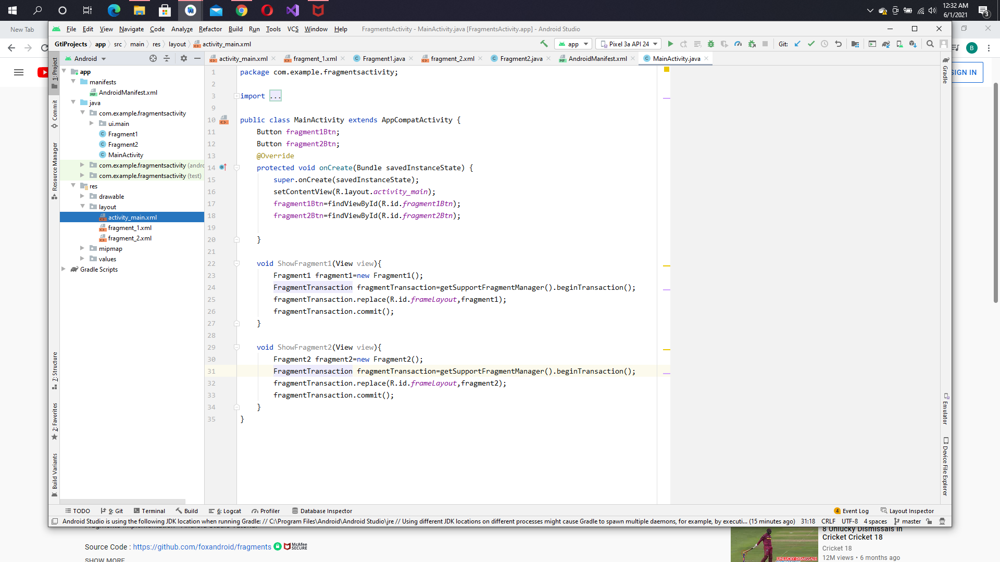 12:32 AM
6/1/2021
3
New Tab
File Edit View Navigate Code Analyze Refactor Build Run Tools VCS Window Help FragmentsActivity - MainActivity.java [FragmentsActivity.app] - Android Studio
GtiProjects app src main res layout activity_main.xml app Pixel 3a API 24 Git:
B
SIGN IN
Android
activity_main.xml fragment_1.xml Fragment1.java fragment_2.xml Fragment2.java AndroidManifest.xml MainActivity.java
1: Project
Commit
Resource Manager
7: Structure
2: Favorites
Build Variants
app
manifests
AndroidManifest.xml
java
com.example.fragmentsactivity
ui.main
Fragment1
Fragment2
MainActivity
com.example.fragmentsactivity (andro
com.example.fragmentsactivity (test)
res
drawable
layout
activity_main.xml
fragment_1.xml
fragment_2.xml
mipmap
values
Gradle Scripts
1 package com.example.fragmentsactivity;
2
3 import ...
9
10 public class MainActivity extends AppCompatActivity {
11 Button fragment1Btn;
12 Button fragment2Btn;
13 @Override
14 protected void onCreate(Bundle savedInstanceState) {
15 super.onCreate(savedInstanceState);
16 setContentView(R.layout.activity_main);
17 fragment1Btn=findViewById(R.id.fragment1Btn);
18 fragment2Btn=findViewById(R.id.fragment2Btn);
19
20 }
21
22 void ShowFragment1(View view){
23 Fragment1 fragment1=new Fragment1();
24 FragmentTransaction fragmentTransaction=getSupportFragmentManager().beginTransaction();
25 fragmentTransaction.replace(R.id.frameLayout,fragment1);
26 fragmentTransaction.commit();
27 }
28
29 void ShowFragment2(View view){
30 Fragment2 fragment2=new Fragment2();
31 FragmentTransaction fragmentTransaction=getSupportFragmentManager().beginTransaction();
32 fragmentTransaction.replace(R.id.frameLayout,fragment2);
33 fragmentTransaction.commit();
34 }
35 }
Gradle
Emulator
Device File Explorer
TODO 9: Git Terminal Build 6: Logcat Profiler Database Inspector 4 Event Log Layout Inspector
Android Studio is using the following JDK location when running Gradle: // C:\Program Files\Android\Android Studio\jre // Using different JDK locations on different processes might cause Gradle to spawn multiple daemons, for example, by executi... (15 minutes ago) 31:18 CRLF UTF-8 4 spaces master
Fragments Implementation - Android Studio Tutorial
Source Code : https://github.com/foxandroid/fragments McAfee SECURE
SHOW MORE
8 Unlucky Dismissals in
Cricket Cricket 18
Cricket 18
12M views • 6 months ago
UNLUCKY DISMISSALS